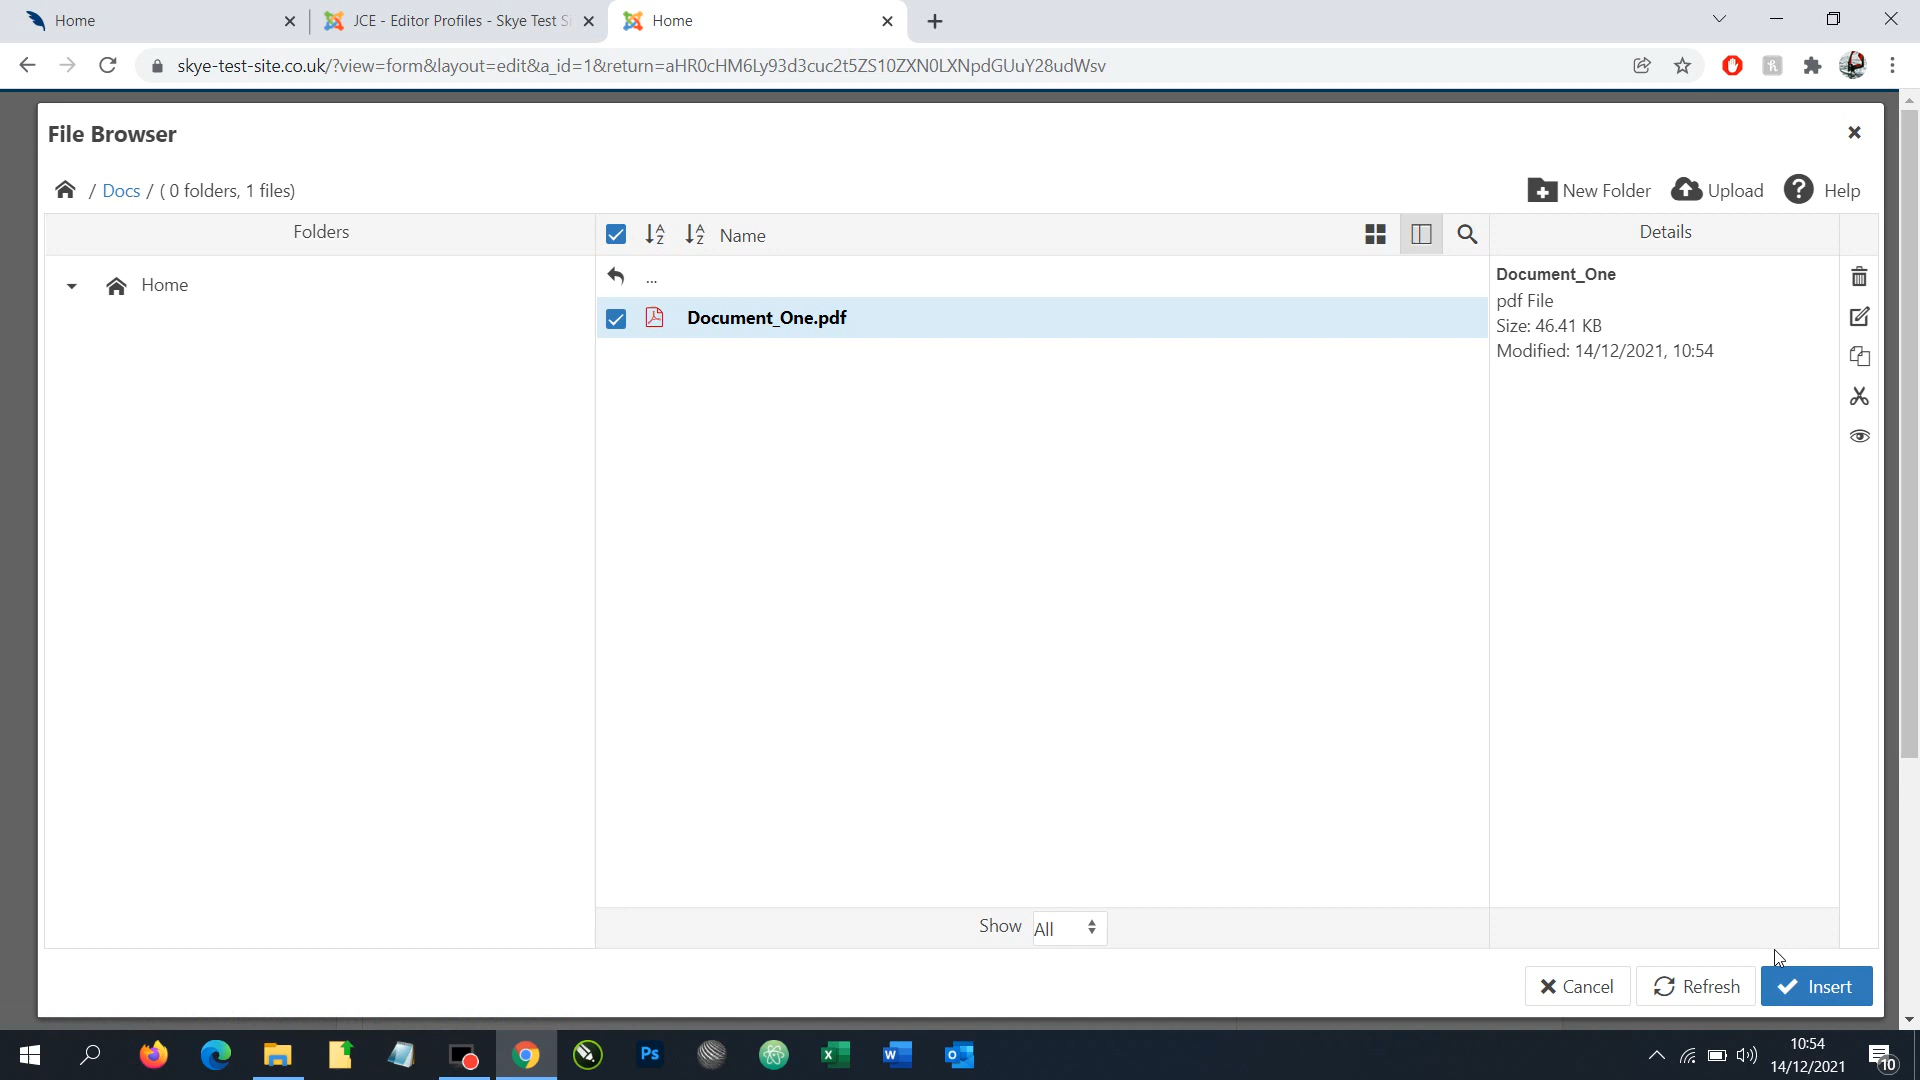 Home
JCE - Editor Profiles - Skye Test Si
Home
skye-test-site.co.uk/?view=form&layout=edit&a_id=1&return=aHR0cHM6Ly93d3cuc2t5ZS10ZXN0LXNpdGUuY28udWsv
File Browser
/ Docs / ( 0 folders, 1 files)
New Folder
Upload
Help
Folders
Name
Details
Home
...
Document_One.pdf
Document_One
pdf File
Size: 46.41 KB
Modified: 14/12/2021, 10:54
Show All
Cancel
Refresh
Insert
10:54
14/12/2021
10